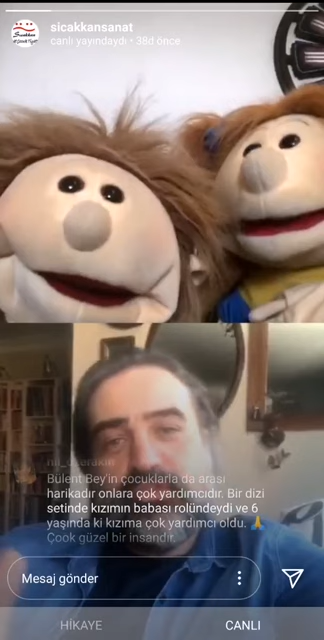 sicakkansanat
canlı yayındaydı • 38d önce
Bülent Bey'in çocuklarla da arası
harikadır onlara çok yardımcıdır. Bir dizi
setinde kızımın babası rolündeydi ve 6
yaşında ki kızıma çok yardımcı oldu. 🙏
Çook güzel bir insandır.
Mesaj gönder
HİKAYE
CANLI